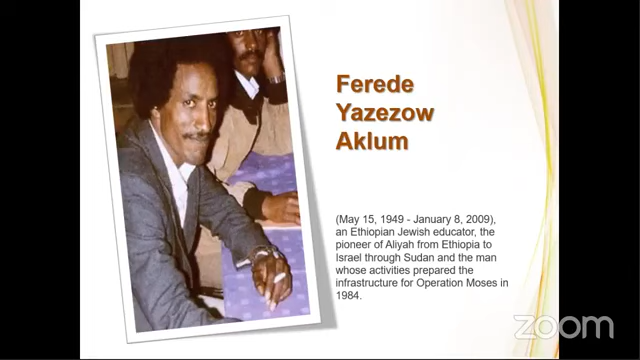 Ferede
Yazezow
Aklum
(May 15, 1949 - January 8, 2009),
an Ethiopian Jewish educator, the
pioneer of Aliyah from Ethiopia to
Israel through Sudan and the man
whose activities prepared the
infrastructure for Operation Moses in
1984.
zoom